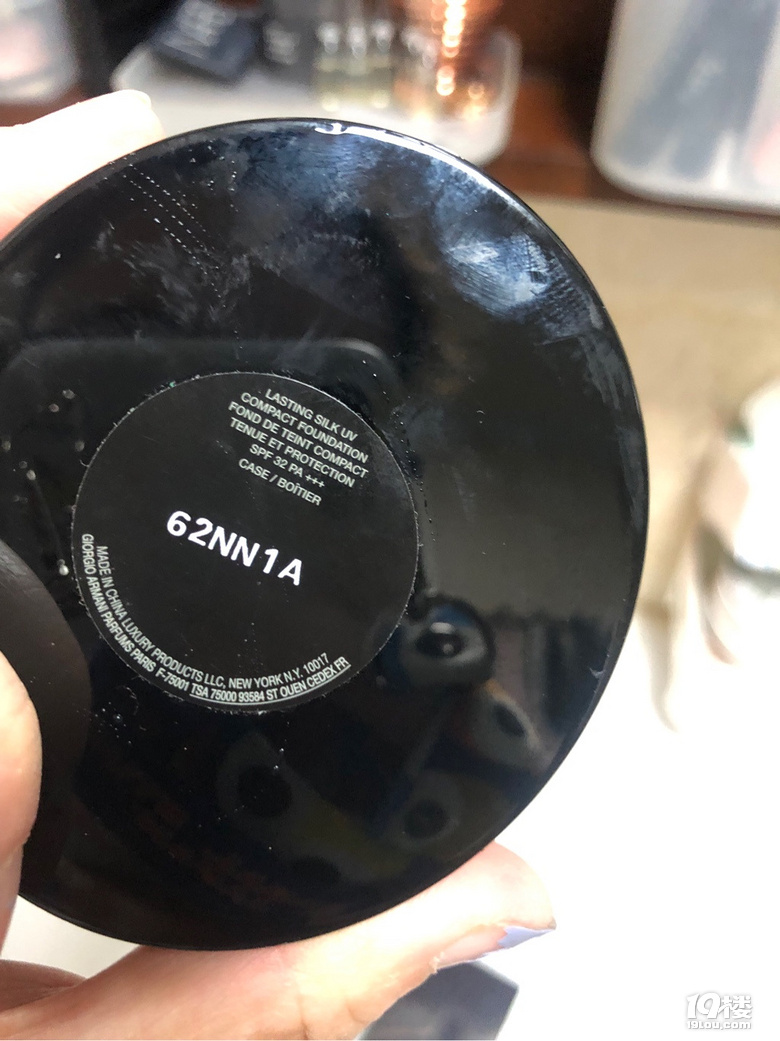 LASTING SILK UV
COMPACT FOUNDATION
FOND DE TEINT COMPACT
TENUE ET PROTECTION
SPF 32 PA +++
CASE / BOÎTIER
62NN1A
MADE IN CHINA LUXURY PRODUCTS LLC, NEW YORK N.Y. 10017
GIORGIO ARMANI PARFUMS PARIS F-75001 TSA 75000 93584 ST OUEN CEDEX FR
19楼
19lou.com